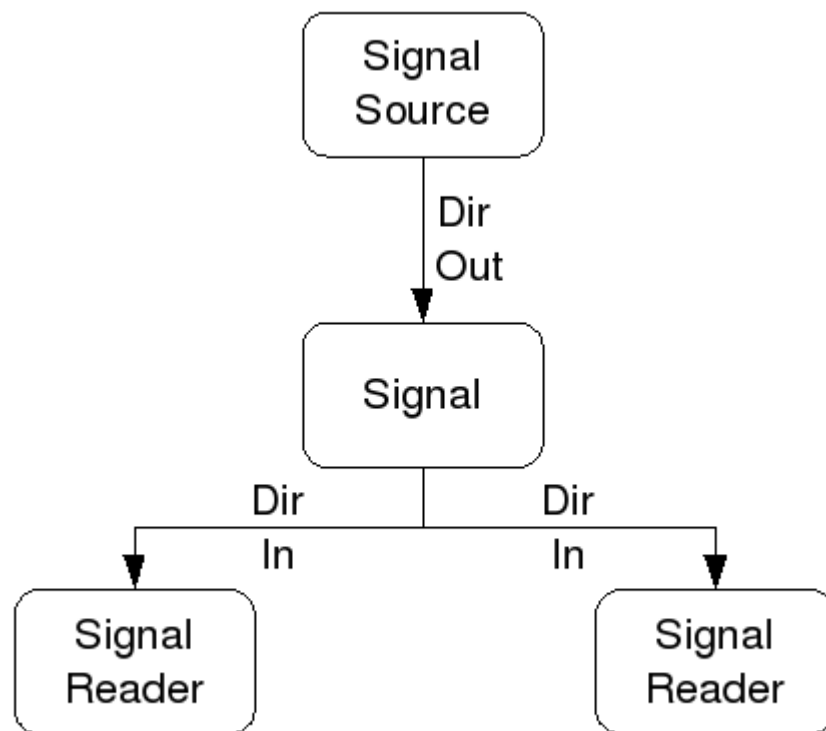 Signal
Source
Dir
Out
Signal
Dir
In
Dir
In
Signal
Reader
Signal
Reader